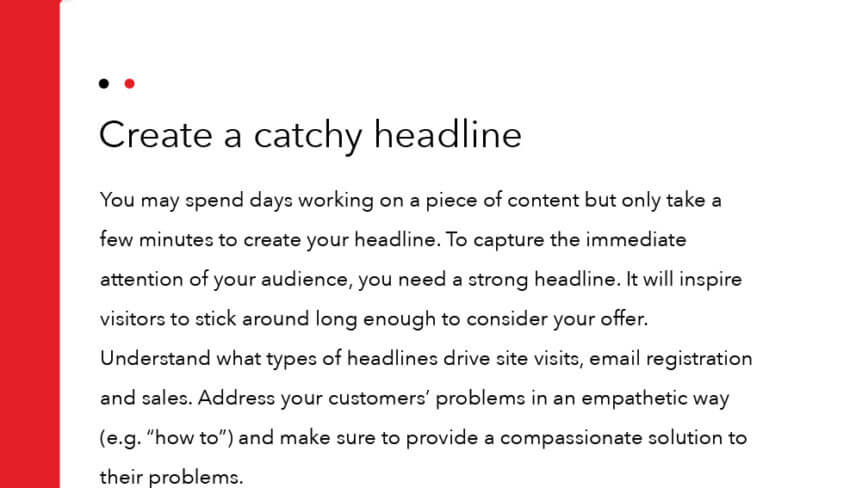 Create a catchy headline
You may spend days working on a piece of content but only take a
few minutes to create your headline. To capture the immediate
attention of your audience, you need a strong headline. It will inspire
visitors to stick around long enough to consider your offer.
Understand what types of headlines drive site visits, email registration
and sales. Address your customers’ problems in an empathetic way
(e.g. “how to”) and make sure to provide a compassionate solution to
their problems.